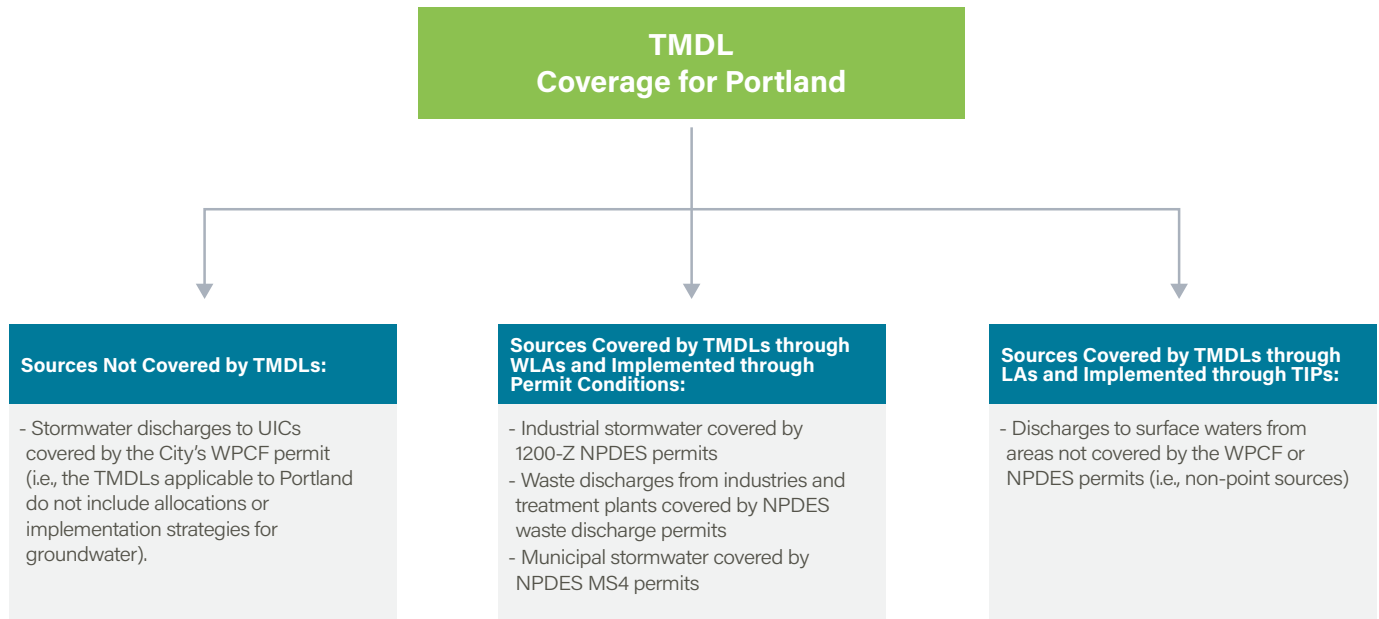 TMDL
Coverage for Portland
Sources Not Covered by TMDLs:
- Stormwater discharges to UICs
covered by the City's WPCF permit
(i.e., the TMDLs applicable to Portland
do not include allocations or
implementation strategies for
groundwater).
Sources Covered by TMDLs through
WLAs and Implemented through
Permit Conditions:
- Industrial stormwater covered by
1200-Z NPDES permits
- Waste discharges from industries and
treatment plants covered by NPDES
waste discharge permits
- Municipal stormwater covered by
NPDES MS4 permits
Sources Covered by TMDLs through
LAs and Implemented through TIPs:
- Discharges to surface waters from
areas not covered by the WPCF or
NPDES permits (i.e., non-point sources)